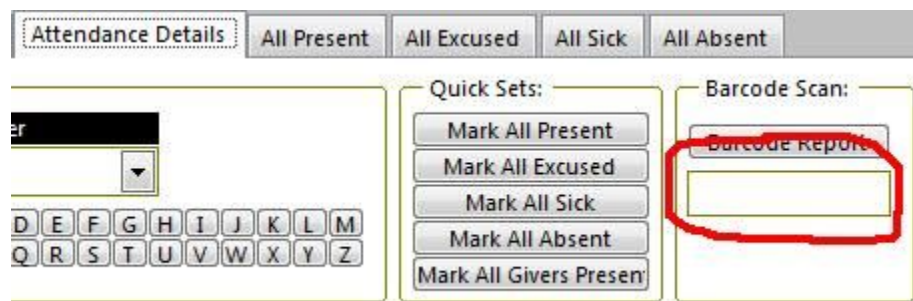 Attendance Details
All Present
All Excused
All Sick
All Absent
er
D E F G H I J K L M
Q R S T U V W X Y Z
Quick Sets:
Mark All Present
Mark All Excused
Mark All Sick
Mark All Absent
Mark All Givers Presen
Barcode Scan:
Barcode Report